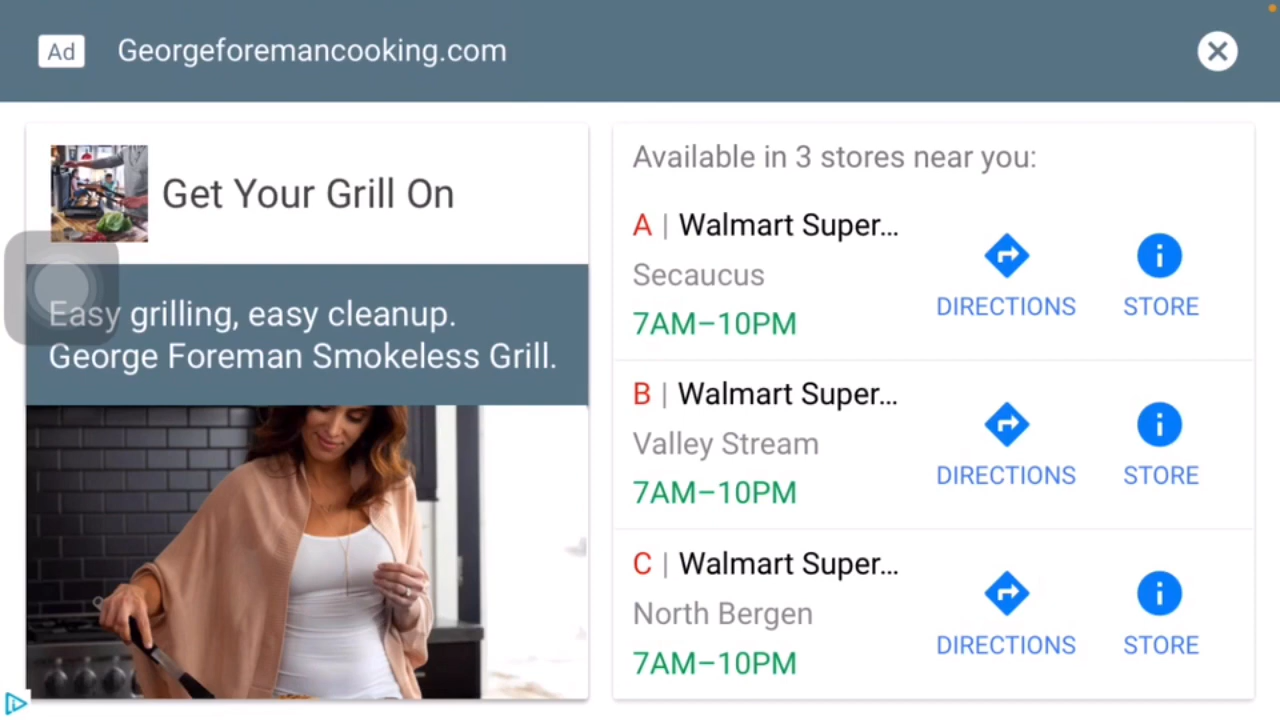 Ad Georgeforemancooking.com
Get Your Grill On
Easy grilling, easy cleanup.
George Foreman Smokeless Grill.
Available in 3 stores near you:
A | Walmart Super...
Secaucus
7AM–10PM
DIRECTIONS
STORE
B | Walmart Super...
Valley Stream
7AM–10PM
DIRECTIONS
STORE
C | Walmart Super...
North Bergen
7AM–10PM
DIRECTIONS
STORE